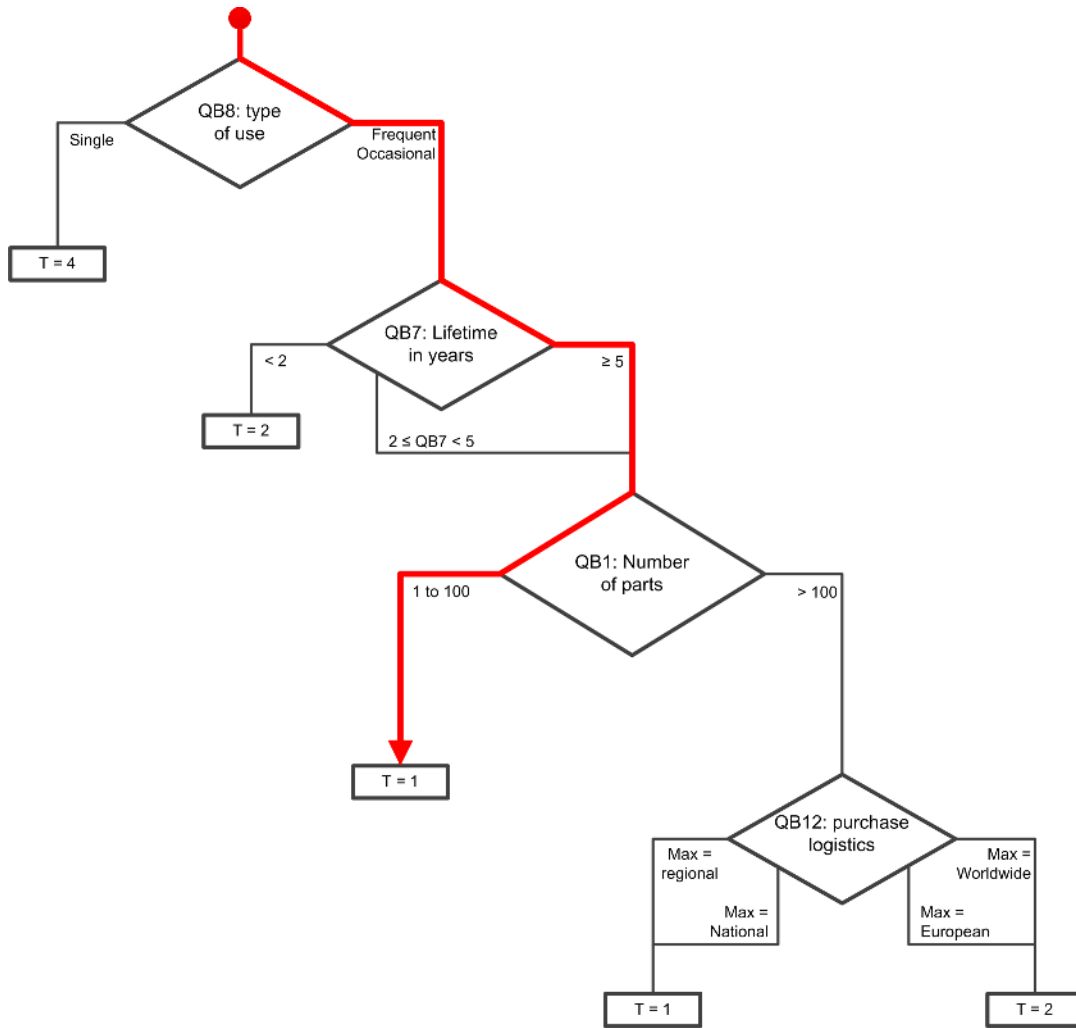 QB8: type
of use
Single
Frequent
Occasional
T = 4
QB7: Lifetime
in years
< 2
≥ 5
T = 2
2 ≤ QB7 < 5
QB1: Number
of parts
1 to 100
> 100
T = 1
QB12: purchase
logistics
Max =
regional
Max =
Worldwide
Max =
National
Max =
European
T = 1
T = 2